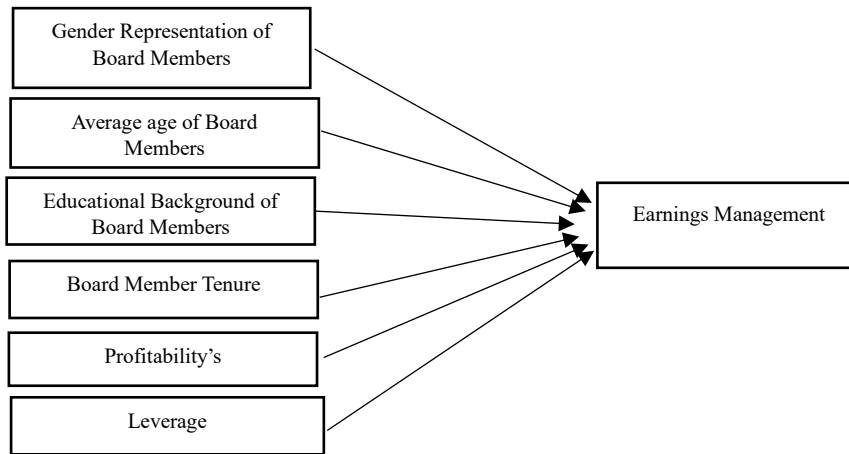 Gender Representation of
Board Members
Average age of Board
Members
Educational Background of
Board Members
Board Member Tenure
Profitability’s
Leverage
Earnings Management